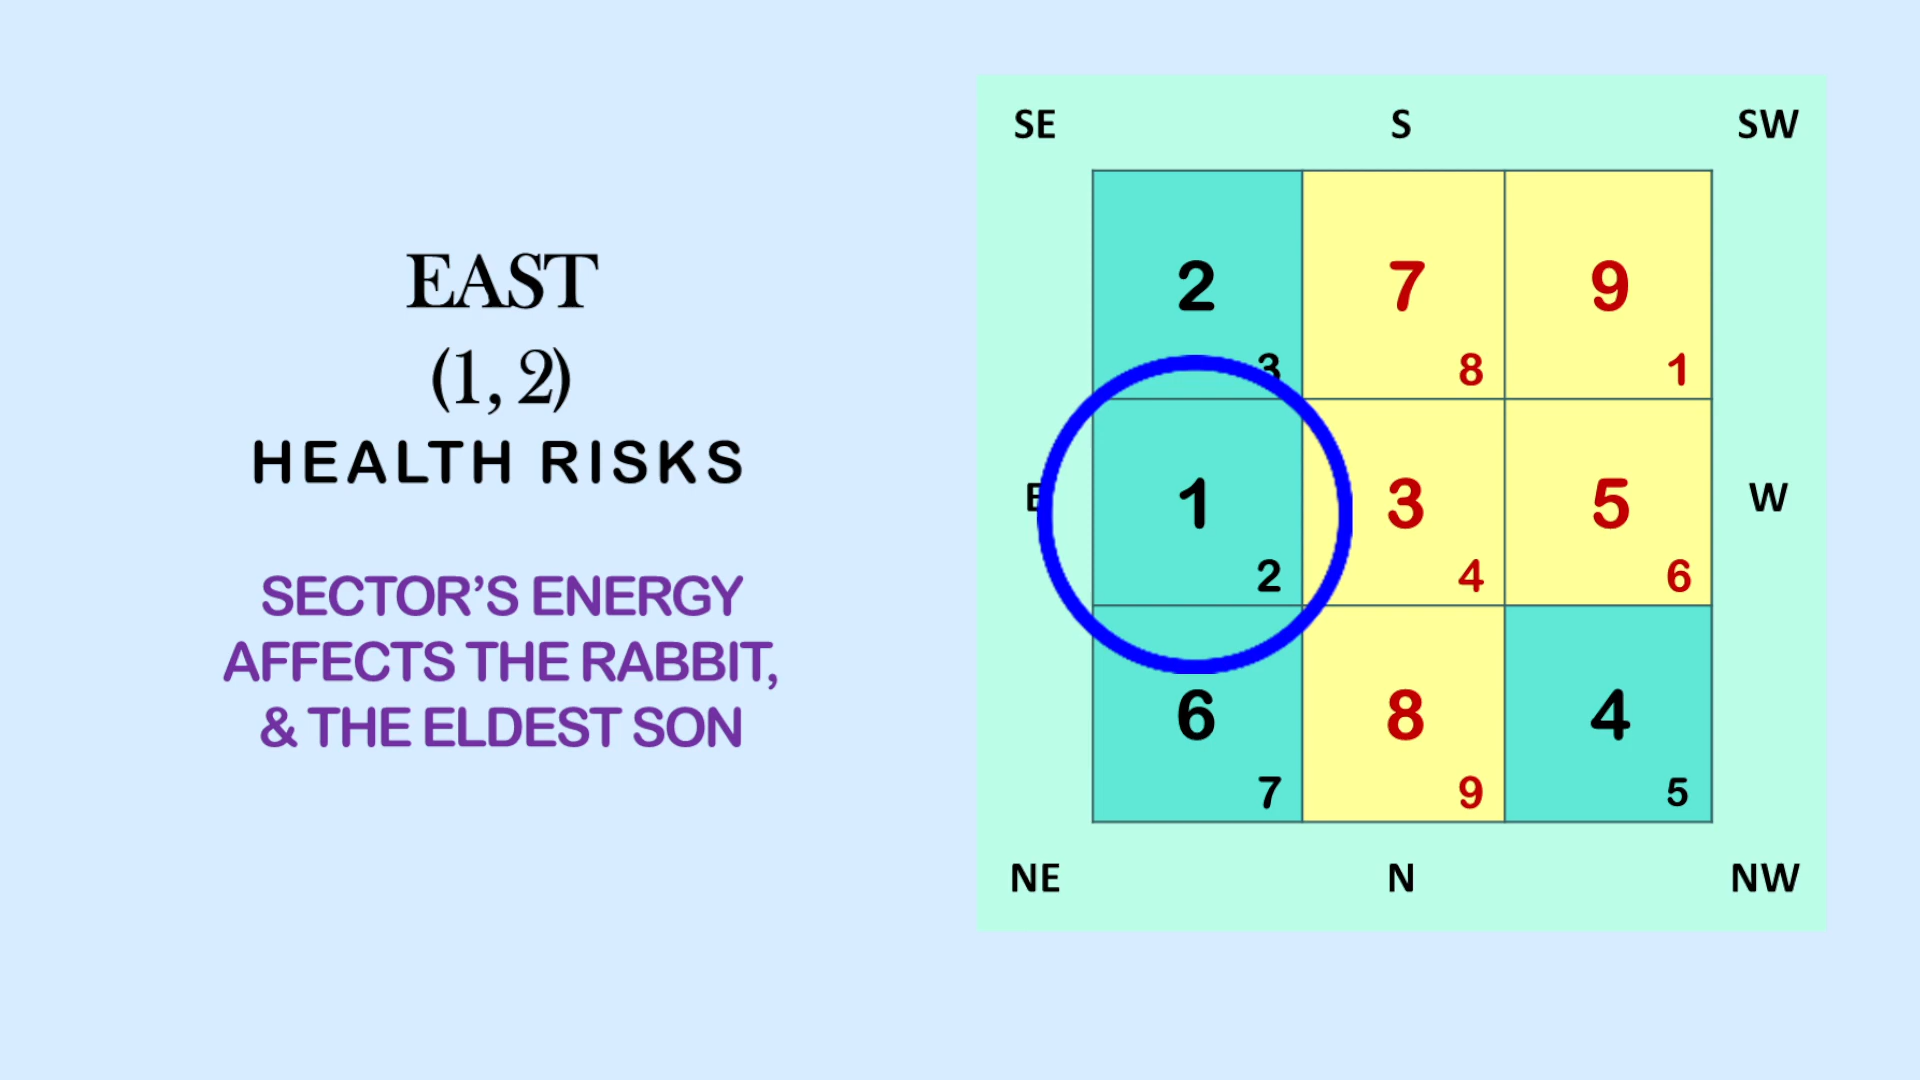 EAST
(1, 2)
HEALTH RISKS
SECTOR'S ENERGY
AFFECTS THE RABBIT,
& THE ELDEST SON
SE S SW
2 7 9
3 8 1
E 1 3 5 W
2 4 6
6 8 4
7 9 5
NE N NW